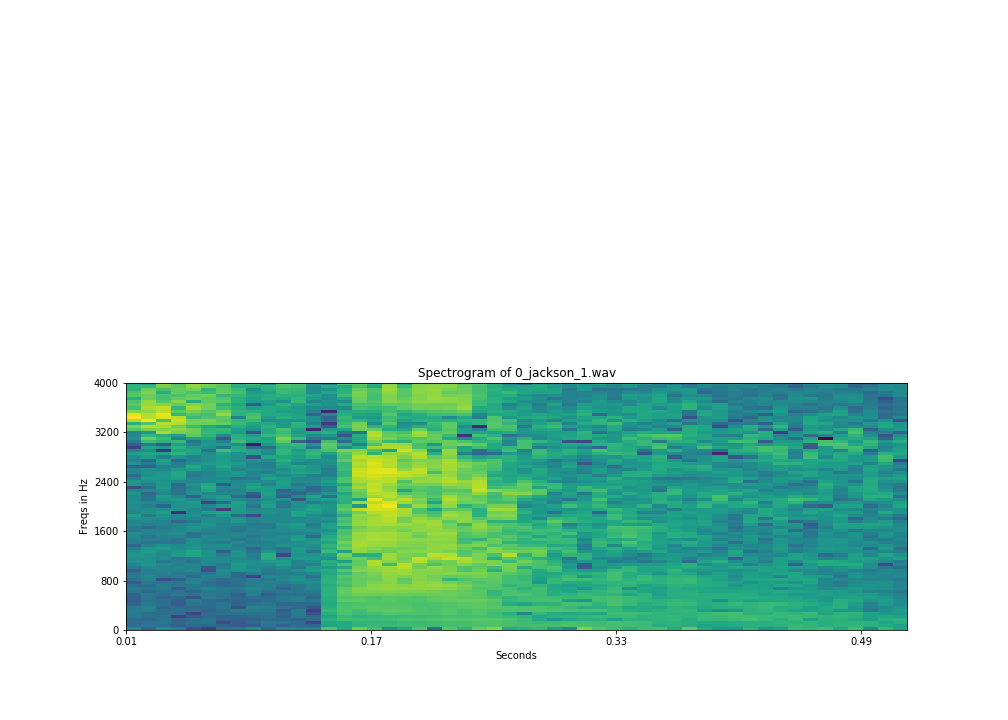 Spectrogram of 0_jackson_1.wav
4000
3200
2400
1600
800
0
Freqs in Hz
0.01 0.17 0.33 0.49
Seconds